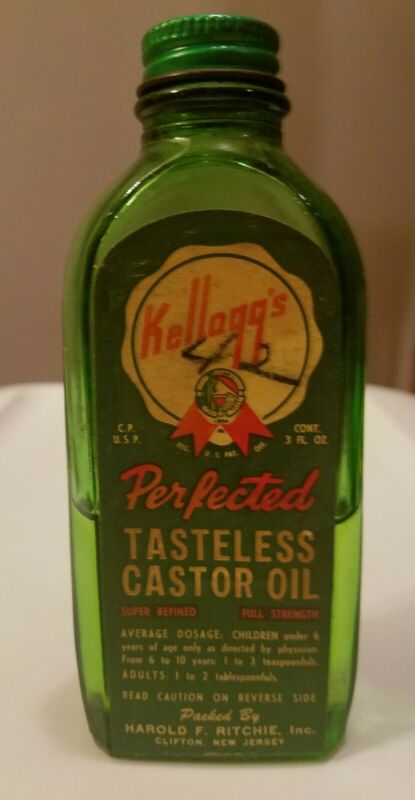 Kellogg's
42
C.P.
U.S.P.
CONT.
3 FL. OZ.
REG. U.S. PAT. OFF.
Perfected
TASTELESS
CASTOR OIL
SUPER REFINED FULL STRENGTH
AVERAGE DOSAGE: CHILDREN under 6
years of age only as directed by physician.
From 6 to 10 years: 1 to 3 teaspoonfuls.
ADULTS: 1 to 2 tablespoonfuls.
READ CAUTION ON REVERSE SIDE
Packed By
HAROLD F. RITCHIE, Inc.
CLIFTON, NEW JERSEY